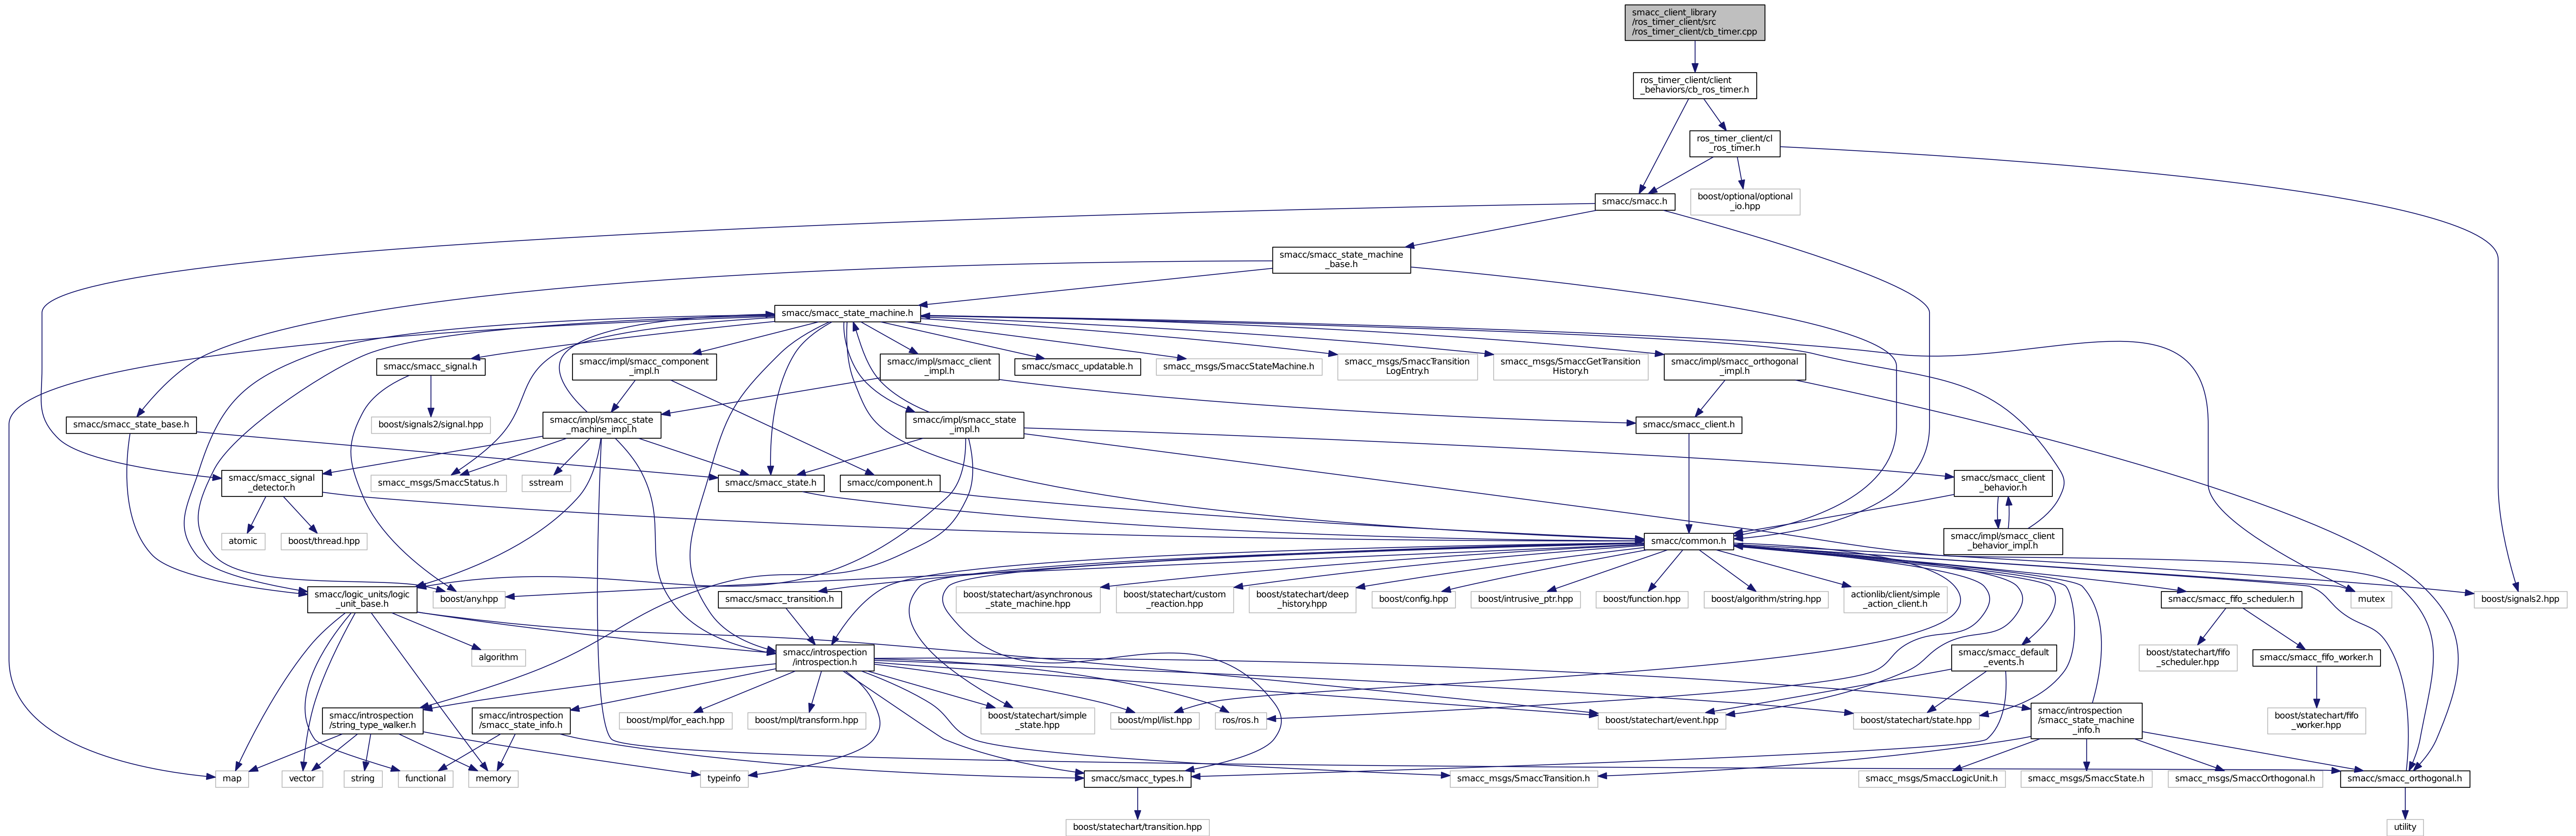 smacc_client_library
/ros_timer_client/src
/ros_timer_client/cb_timer.cpp
ros_timer_client/client
_behaviors/cb_ros_timer.h
ros_timer_client/cl
_ros_timer.h
smacc/smacc.h
boost/optional/optional
_io.hpp
smacc/smacc_state_machine
_base.h
smacc/smacc_state_machine.h
smacc/smacc_signal.h
smacc/impl/smacc_component
_impl.h
smacc/impl/smacc_client
_impl.h
smacc/smacc_updatable.h
smacc_msgs/SmaccStateMachine.h
smacc_msgs/SmaccTransition
LogEntry.h
smacc_msgs/SmaccGetTransition
History.h
smacc/impl/smacc_orthogonal
_impl.h
smacc/smacc_state_base.h
boost/signals2/signal.hpp
smacc/impl/smacc_state
_machine_impl.h
smacc/impl/smacc_state
_impl.h
smacc/smacc_client.h
smacc/smacc_signal
_detector.h
smacc_msgs/SmaccStatus.h
sstream
smacc/smacc_state.h
smacc/component.h
smacc/smacc_client
_behavior.h
atomic
boost/thread.hpp
smacc/common.h
smacc/impl/smacc_client
_behavior_impl.h
smacc/logic_units/logic
_unit_base.h
boost/any.hpp
smacc/smacc_transition.h
boost/statechart/asynchronous
_state_machine.hpp
boost/statechart/custom
_reaction.hpp
boost/statechart/deep
_history.hpp
boost/config.hpp
boost/intrusive_ptr.hpp
boost/function.hpp
boost/algorithm/string.hpp
actionlib/client/simple
_action_client.h
smacc/smacc_fifo_scheduler.h
mutex
boost/signals2.hpp
algorithm
smacc/introspection
/introspection.h
smacc/smacc_default
_events.h
boost/statechart/fifo
_scheduler.hpp
smacc/smacc_fifo_worker.h
smacc/introspection
/string_type_walker.h
smacc/introspection
/smacc_state_info.h
boost/mpl/for_each.hpp
boost/mpl/transform.hpp
boost/statechart/simple
_state.hpp
boost/mpl/list.hpp
ros/ros.h
boost/statechart/event.hpp
boost/statechart/state.hpp
smacc/introspection
/smacc_state_machine
_info.h
boost/statechart/fifo
_worker.hpp
map
vector
string
functional
memory
typeinfo
smacc/smacc_types.h
smacc_msgs/SmaccTransition.h
smacc_msgs/SmaccLogicUnit.h
smacc_msgs/SmaccState.h
smacc_msgs/SmaccOrthogonal.h
smacc/smacc_orthogonal.h
boost/statechart/transition.hpp
utility